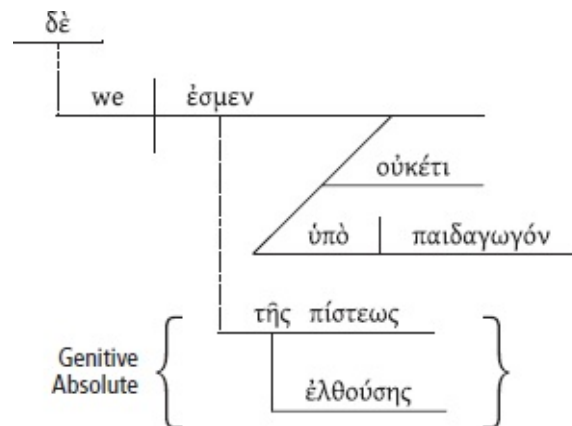 δὲ
we ἐσμεν
οὐκέτι
ὑπὸ παιδαγωγόν
τῆς πίστεως
Genitive
Absolute
ἐλθούσης